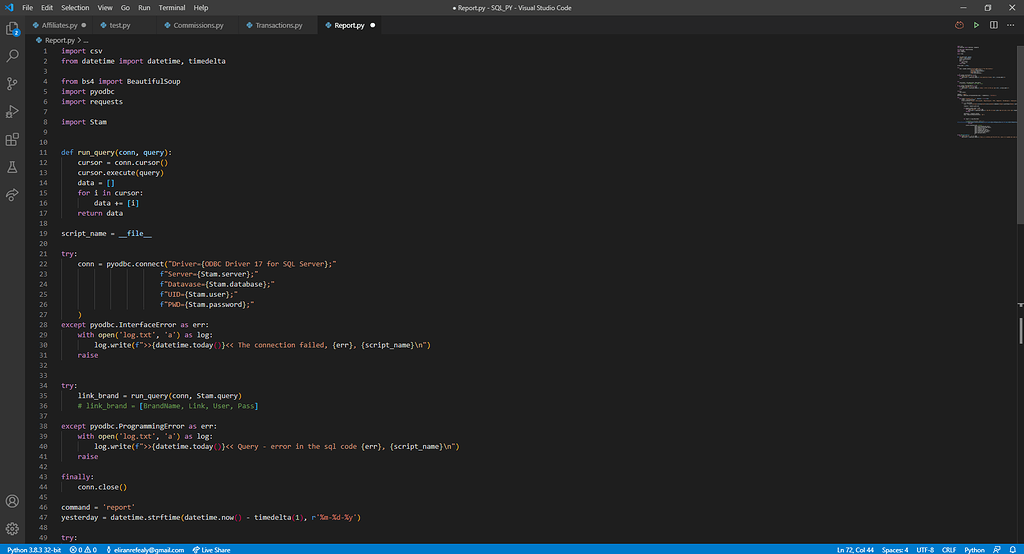 File Edit Selection View Go Run Terminal Help
● Report.py - SQL_PY - Visual Studio Code
Affiliates.py ● test.py Commissions.py Transactions.py Report.py ●
Report.py > ...
2
1 import csv
2 from datetime import datetime, timedelta
3
4 from bs4 import BeautifulSoup
5 import pyodbc
6 import requests
7
8 import Stam
9
10
11 def run_query(conn, query):
12 cursor = conn.cursor()
13 cursor.execute(query)
14 data = []
15 for i in cursor:
16 data += [i]
17 return data
18
19 script_name = __file__
20
21 try:
22 conn = pyodbc.connect("Driver={ODBC Driver 17 for SQL Server};"
23 f"Server={Stam.server};"
24 f"Datavase={Stam.database};"
25 f"UID={Stam.user};"
26 f"PWD={Stam.password};"
27 )
28 except pyodbc.InterfaceError as err:
29 with open('log.txt', 'a') as log:
30 log.write(f">>{datetime.today()}<< The connection failed, {err}, {script_name}\n")
31 raise
32
33
34 try:
35 link_brand = run_query(conn, Stam.query)
36 # link_brand = [BrandName, Link, User, Pass]
37
38 except pyodbc.ProgrammingError as err:
39 with open('log.txt', 'a') as log:
40 log.write(f">>{datetime.today()}<< Query - error in the sql code {err}, {script_name}\n")
41 raise
42
43 finally:
44 conn.close()
45
46 command = 'report'
47 yesterday = datetime.strftime(datetime.now() - timedelta(1), r'%m-%d-%y')
48
49 try:
Python 3.8.3 32-bit 0 0 eliranrefealy@gmail.com Live Share Ln 72, Col 44 Spaces: 4 UTF-8 CRLF Python